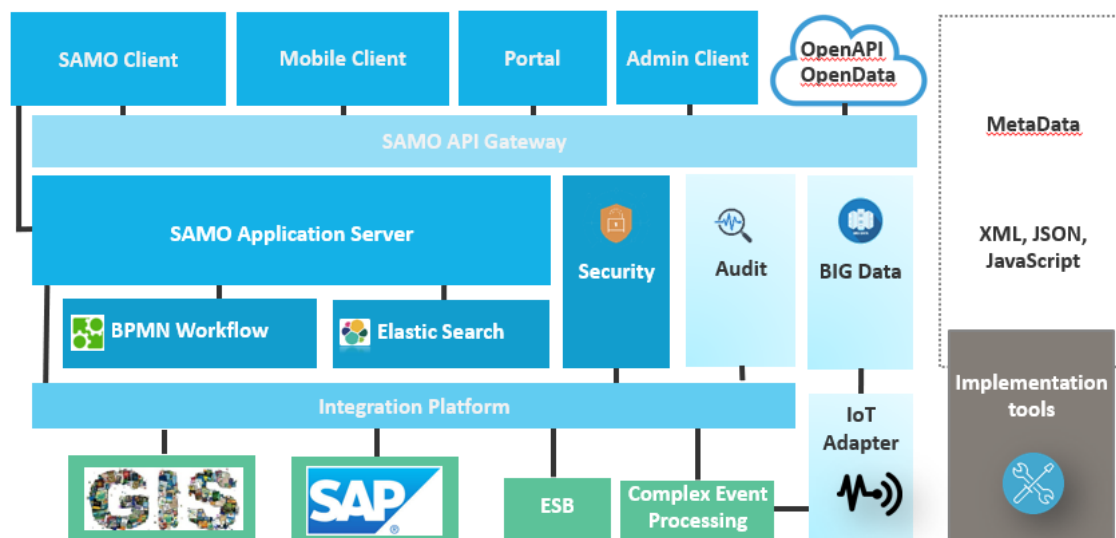 SAMO Client
Mobile Client
Portal
Admin Client
OpenAPI
OpenData
MetaData
XML, JSON,
JavaScript
SAMO API Gateway
SAMO Application Server
Security
Audit
BIG Data
BPMN Workflow
Elastic Search
Implementation
tools
Integration Platform
IoT
Adapter
GIS
SAP
®
ESB
Complex Event
Processing